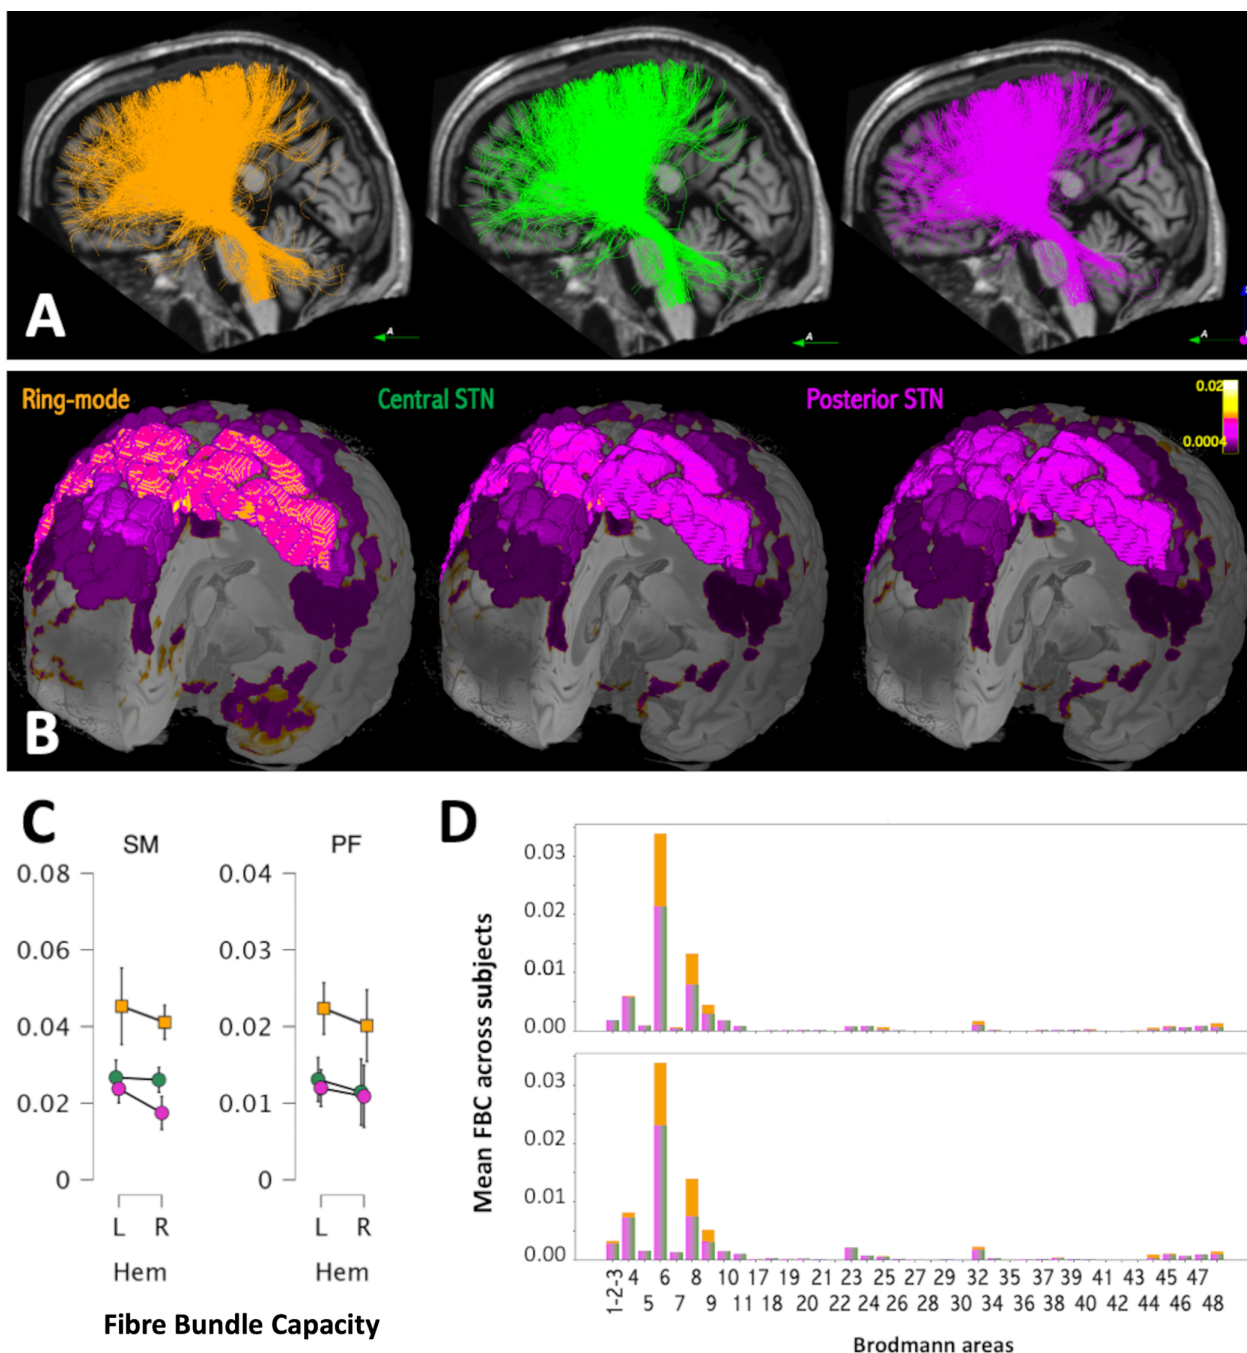 A
A
A
A
Ring-mode
Central STN
Posterior STN
0.02
0.0004
B
C
SM
PF
0.08
0.06
0.04
0.02
0
0.04
0.03
0.02
0.01
0
L R
Hem
L R
Hem
Fibre Bundle Capacity
D
Mean FBC across subjects
0.03
0.02
0.01
0.00
0.03
0.02
0.01
0.00
1-2-3 4 6 8 10 17 19 21 23 25 27 29 32 35 37 39 41 43 45 47
5 7 9 11 18 20 22 24 26 28 30 34 36 38 40 42 44 46 48
Brodmann areas